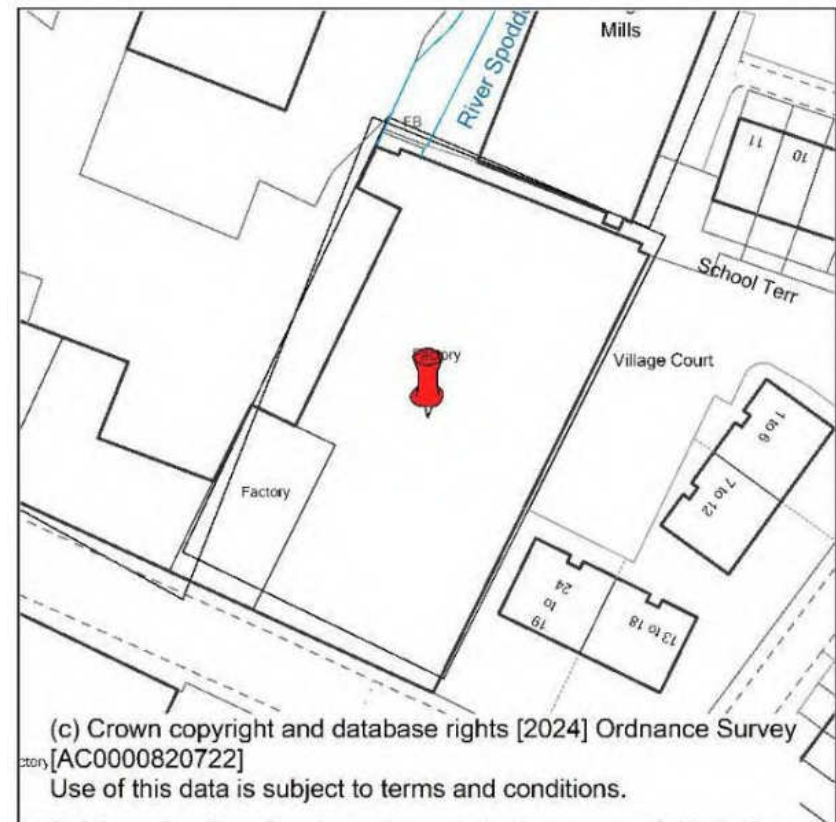 Mills
River Spodd
FB
11
10
School Terr
Factory
Village Court
1 to 6
7 to 12
Factory
19
to
24
13 to 18
(c) Crown copyright and database rights [2024] Ordnance Survey
ctory [AC0000820722]
Use of this data is subject to terms and conditions.